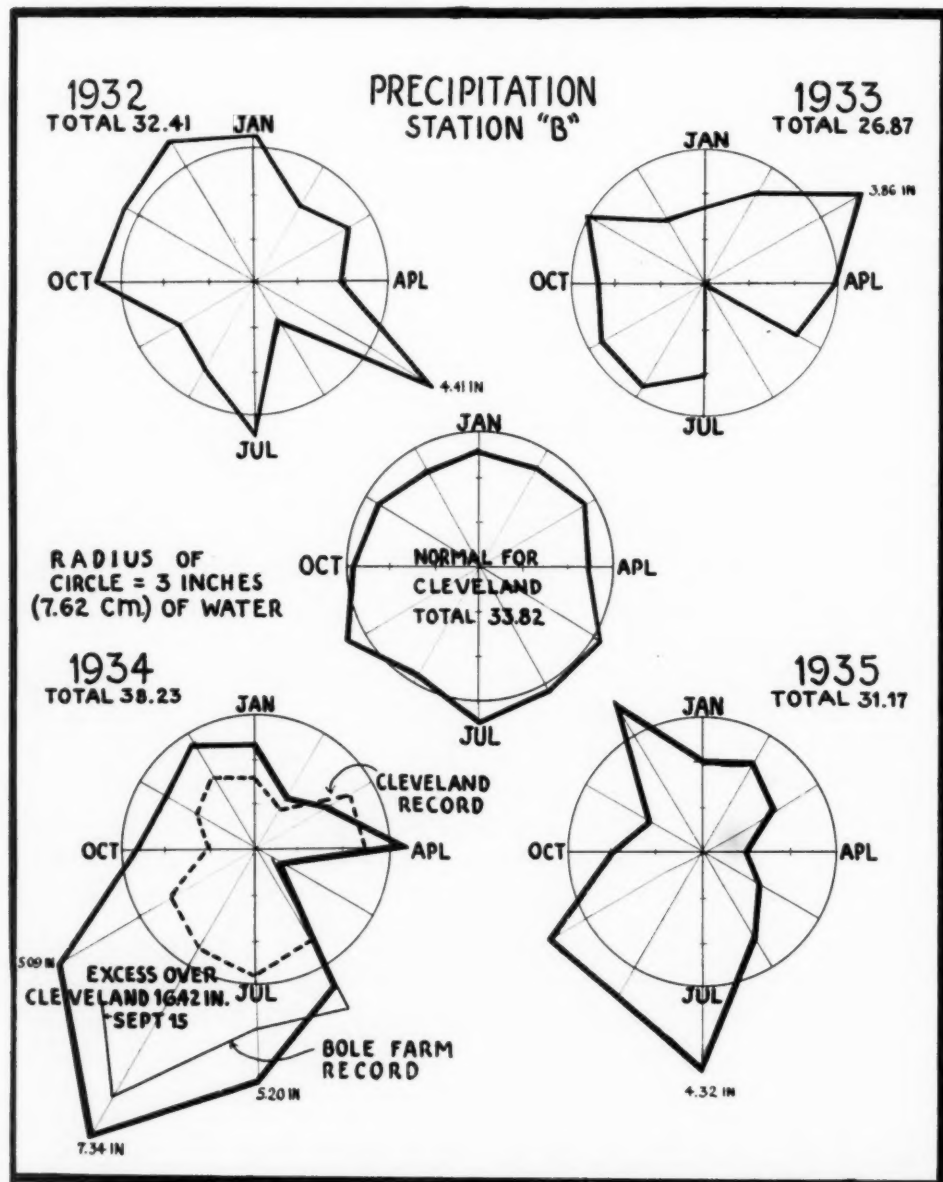 PRECIPITATION
STATION "B"
1932
TOTAL 32.41
JAN
APL
4.41 IN
JUL
OCT
1933
TOTAL 26.87
JAN
3.86 IN
APL
JUL
OCT
RADIUS OF
CIRCLE = 3 INCHES
(7.62 Cm.) OF WATER
JAN
OCT
APL
NORMAL FOR
CLEVELAND
TOTAL 33.82
JUL
1934
TOTAL 38.23
JAN
CLEVELAND
RECORD
OCT
APL
5.09 IN
EXCESS OVER
CLEVELAND 16.42 IN.
SEPT 15
JUL
BOLE FARM
RECORD
5.20 IN
7.34 IN
1935
TOTAL 31.17
JAN
OCT
APL
JUL
4.32 IN